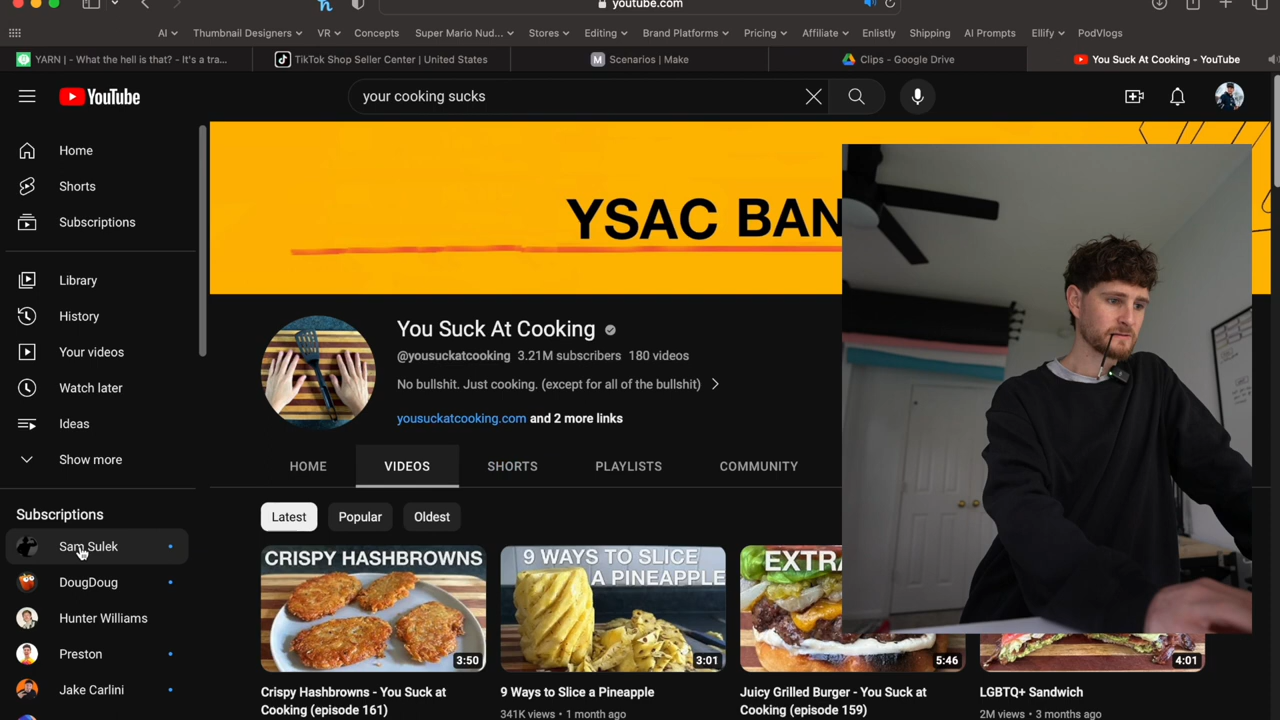 youtube.com
AI
Thumbnail Designers
VR
Concepts
Super Mario Nud...
Stores
Editing
Brand Platforms
Pricing
Affiliate
Enlistly
Shipping
AI Prompts
Ellify
PodVlogs
YARN | - What the hell is that? - It's a tra...
TikTok Shop Seller Center | United States
M Scenarios | Make
Clips - Google Drive
You Suck At Cooking - YouTube
YouTube
your cooking sucks
Home
Shorts
Subscriptions
Library
History
Your videos
Watch later
Ideas
Show more
Subscriptions
Sam Sulek
DougDoug
Hunter Williams
Preston
Jake Carlini
YSAC BAN
You Suck At Cooking
@yousuckatcooking 3.21M subscribers 180 videos
No bullshit. Just cooking. (except for all of the bullshit)
yousuckatcooking.com and 2 more links
HOME
VIDEOS
SHORTS
PLAYLISTS
COMMUNITY
Latest
Popular
Oldest
CRISPY HASHBROWNS
3:50
Crispy Hashbrowns - You Suck at
Cooking (episode 161)
9 WAYS TO SLICE
A PINEAPPLE
3:01
9 Ways to Slice a Pineapple
341K views • 1 month ago
EXTRA
5:46
Juicy Grilled Burger - You Suck at
Cooking (episode 159)
4:01
LGBTQ+ Sandwich
2M views • 3 months ago